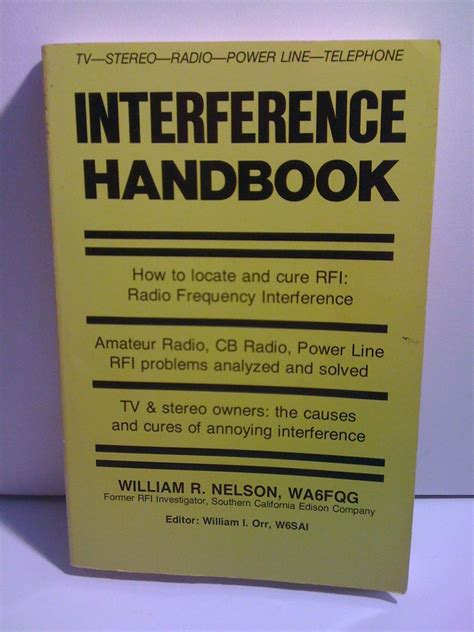 TV—STEREO—RADIO—POWER LINE—TELEPHONE
INTERFERENCE
HANDBOOK
How to locate and cure RFI:
Radio Frequency Interference
Amateur Radio, CB Radio, Power Line
RFI problems analyzed and solved
TV & stereo owners: the causes
and cures of annoying interference
WILLIAM R. NELSON, WA6FQG
Former RFI Investigator, Southern California Edison Company
Editor: William I. Orr, W6SAI